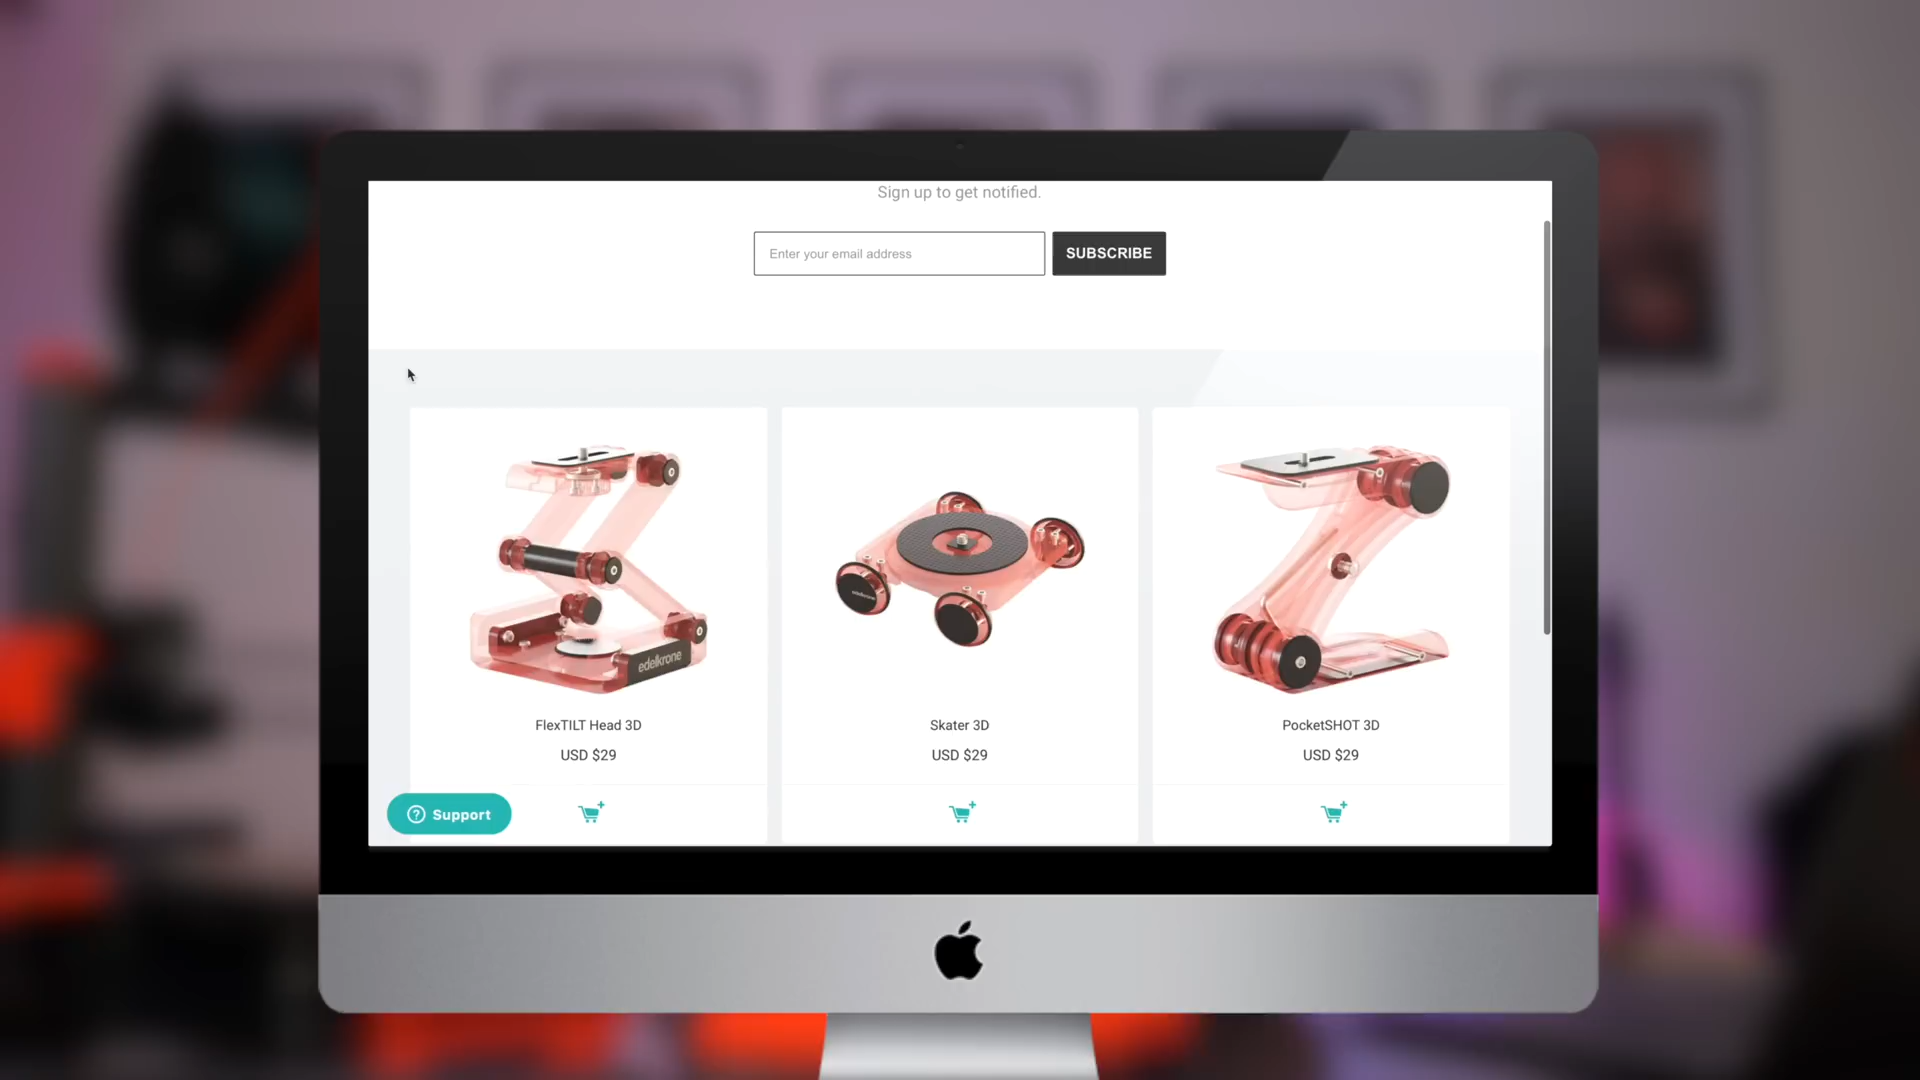 Sign up to get notified.
Enter your email address
SUBSCRIBE
edelkrone
FlexTILT Head 3D
USD $29
Skater 3D
USD $29
PocketSHOT 3D
USD $29
Support